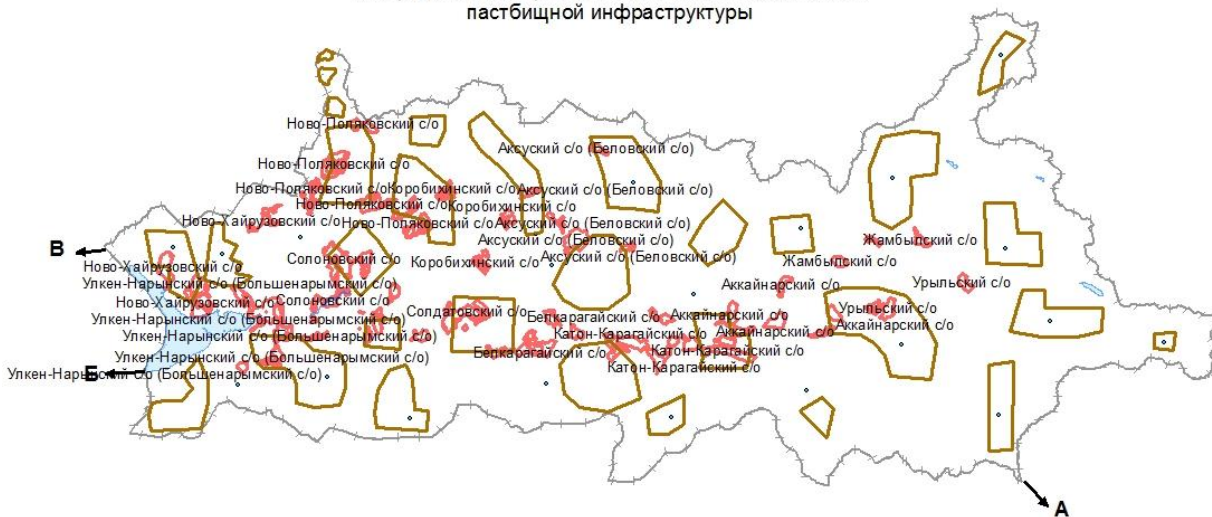 пастбищной инфраструктуры
Ново-Поляковский с/о
Аксуский с/о (Беловский с/о)
Ново-Поляковский с/о
Ново-Поляковский с/о
Коробихинский с/о
Аксуский с/о (Беловский с/о)
Ново-Поляковский с/о
Коробихинский с/о
Ново-Хайрузовский с/о
Ново-Поляковский с/о
Аксуский с/о (Беловский с/о)
Аксуский с/о (Беловский с/о)
Жамбылский с/о
В
Солоновский с/о
Коробихинский с/о
Аксуский с/о (Беловский с/о)
Жамбылский с/о
Ново-Хайрузовский с/о
Улкен-Нарынский с/о (Большенарымский с/о)
Аккайнарский с/о
Урыльский с/о
Ново-Хайрузовский с/о
Солоновский с/о
Солдатовский с/о
Белкарагайский с/о
Аккайнарский с/о
Урыльский с/о
Улкен-Нарынский с/о (Большенарымский с/о)
Улкен-Нарынский с/о (Большенарымский с/о)
Катон-Карагайский с/о
Аккайнарский с/о
Аккайнарский с/о
Улкен-Нарынский с/о (Большенарымский с/о)
Белкарагайский с/о
Катон-Карагайский с/о
Катон-Карагайский с/о
Улкен-Нарынский с/о (Большенарымский с/о)
Б
А